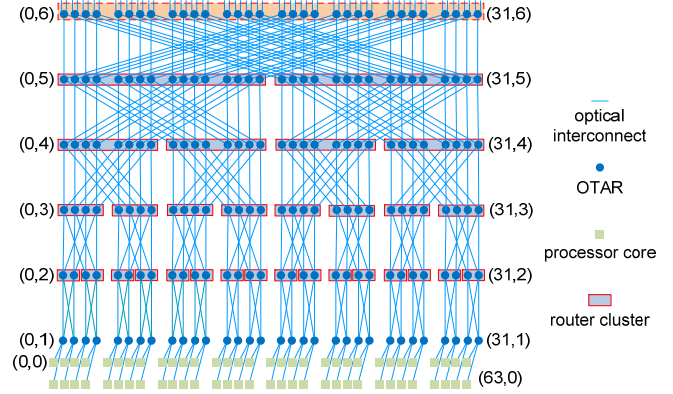 (0,6)
(31,6)
(0,5)
(31,5)
optical
interconnect
(0,4)
(31,4)
OTAR
(0,3)
(31,3)
processor core
(0,2)
(31,2)
router cluster
(0,1)
(31,1)
(0,0)
(63,0)